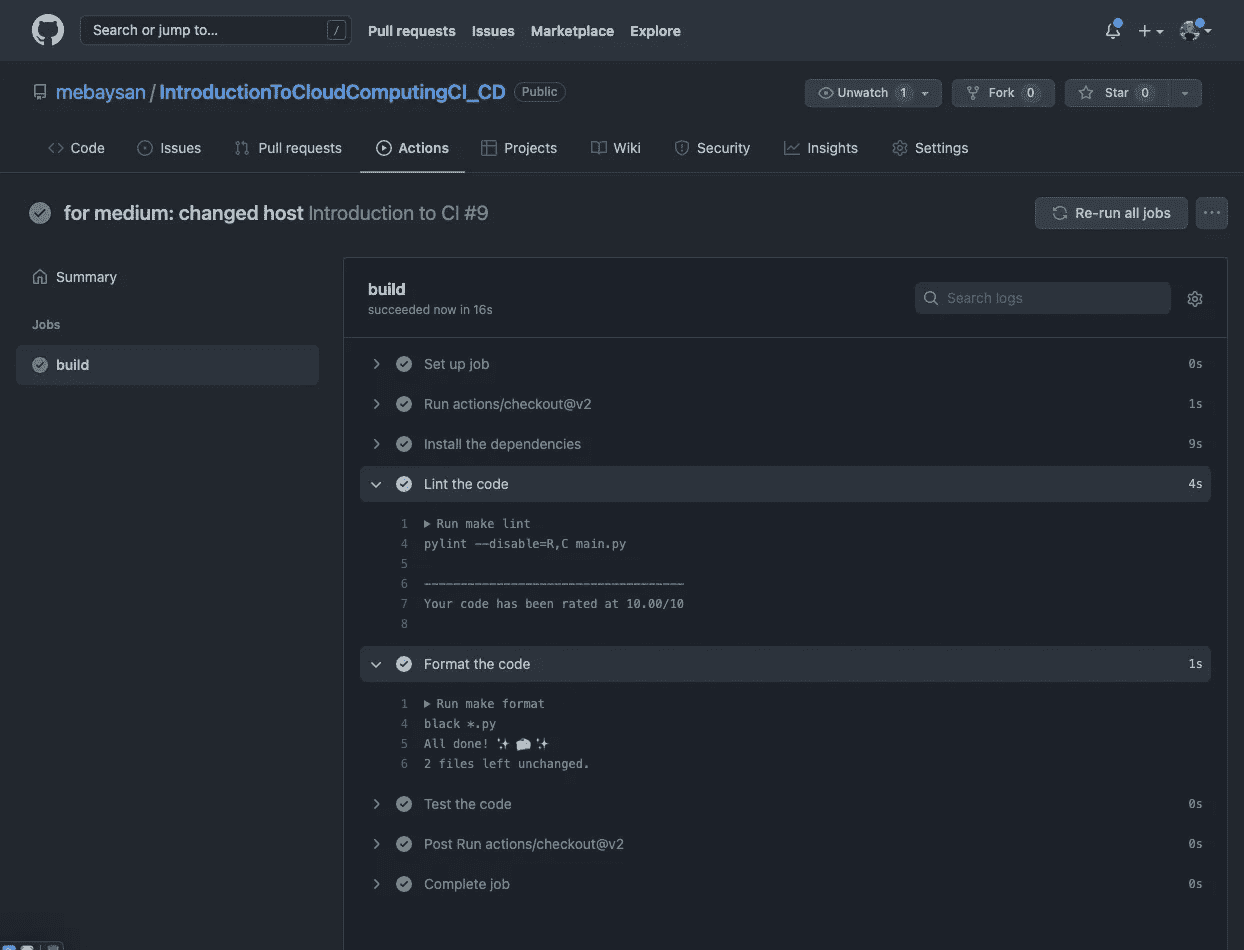 Search or jump to... /
Pull requests Issues Marketplace Explore
mebaysan / IntroductionToCloudComputingCI_CD Public
Unwatch 1 Fork 0 Star 0
Code Issues Pull requests Actions Projects Wiki Security Insights Settings
for medium: changed host Introduction to CI #9
Re-run all jobs ...
Summary
Jobs
build
build
succeeded now in 16s
Search logs
Set up job 0s
Run actions/checkout@v2 1s
Install the dependencies 9s
Lint the code 4s
1 Run make lint
4 pylint --disable=R,C main.py
5
6 ------------------------------------
7 Your code has been rated at 10.00/10
8
Format the code 1s
1 Run make format
4 black *.py
5 All done! ✨ 🍰 ✨
6 2 files left unchanged.
Test the code 0s
Post Run actions/checkout@v2 0s
Complete job 0s